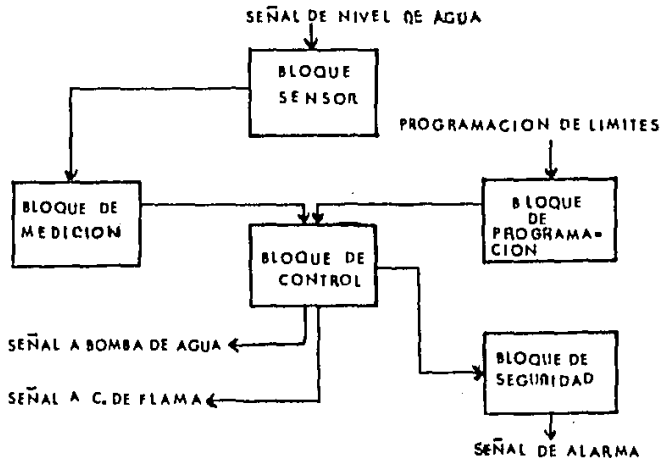 SEÑAL DE NIVEL DE AGUA
BLOQUE
SENSOR
PROGRAMACION DE LIMITES
BLOQUE DE
MEDICION
BLOQUE
DE
PROGRAMA-
CION
BLOQUE DE
CONTROL
SEÑAL A BOMBA DE AGUA
SEÑAL A C. DE FLAMA
BLOQUE DE
SEGURIDAD
SEÑAL DE ALARMA